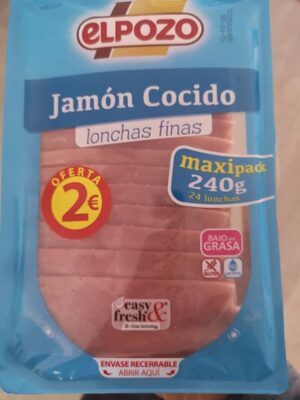 ELPOZO
Jamón Cocido
lonchas finas
maxipack
240g
24 lonchas
OFERTA
2€
BAJO EN
GRASA
easy
fresh&
ENVASE RECERRABLE
ABRIR AQUÍ